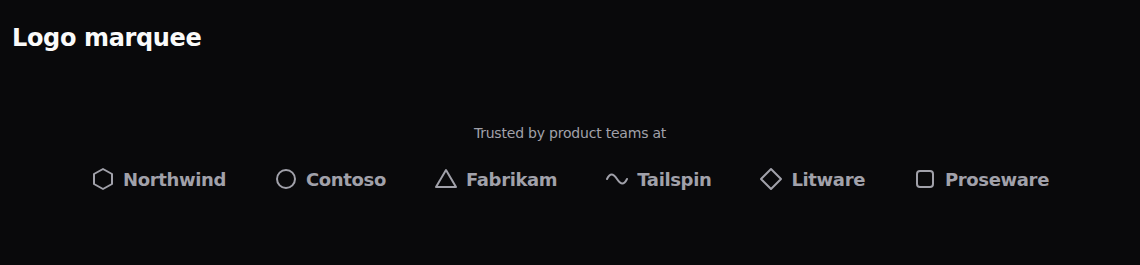 Logo marquee
Trusted by product teams at
Northwind Contoso Fabrikam Tailspin Litware Proseware